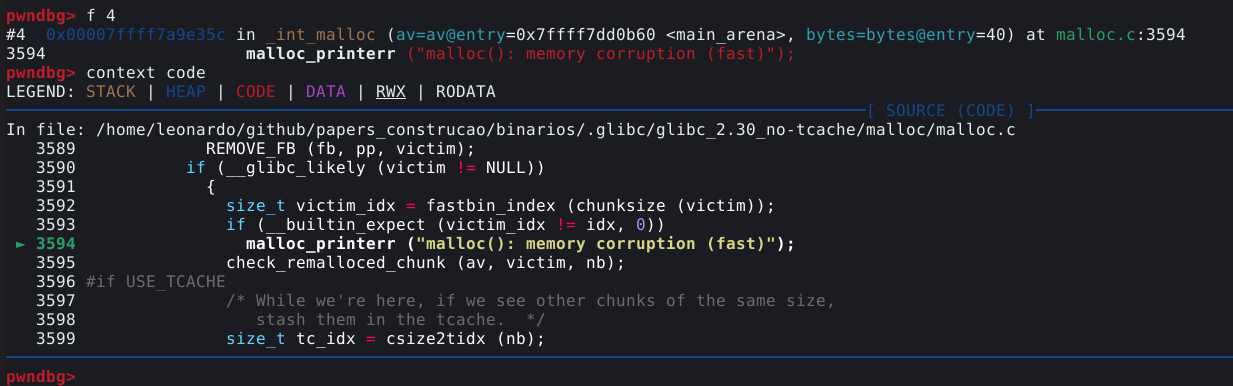 pwndbg> f 4
#4  0x00007ffff7a9e35c in _int_malloc (av=av@entry=0x7ffff7dd0b60 <main_arena>, bytes=bytes@entry=40) at malloc.c:3594
3594                    malloc_printerr ("malloc(): memory corruption (fast)");
pwndbg> context code
LEGEND: STACK | HEAP | CODE | DATA | RWX | RODATA
[ SOURCE (CODE) ]
In file: /home/leonardo/github/papers_construcao/binarios/.glibc/glibc_2.30_no-tcache/malloc/malloc.c
   3589             REMOVE_FB (fb, pp, victim);
   3590           if (__glibc_likely (victim != NULL))
   3591             {
   3592               size_t victim_idx = fastbin_index (chunksize (victim));
   3593               if (__builtin_expect (victim_idx != idx, 0))
 ► 3594                 malloc_printerr ("malloc(): memory corruption (fast)");
   3595               check_remalloced_chunk (av, victim, nb);
   3596 #if USE_TCACHE
   3597               /* While we're here, if we see other chunks of the same size,
   3598                  stash them in the tcache.  */
   3599               size_t tc_idx = csize2tidx (nb);
pwndbg>